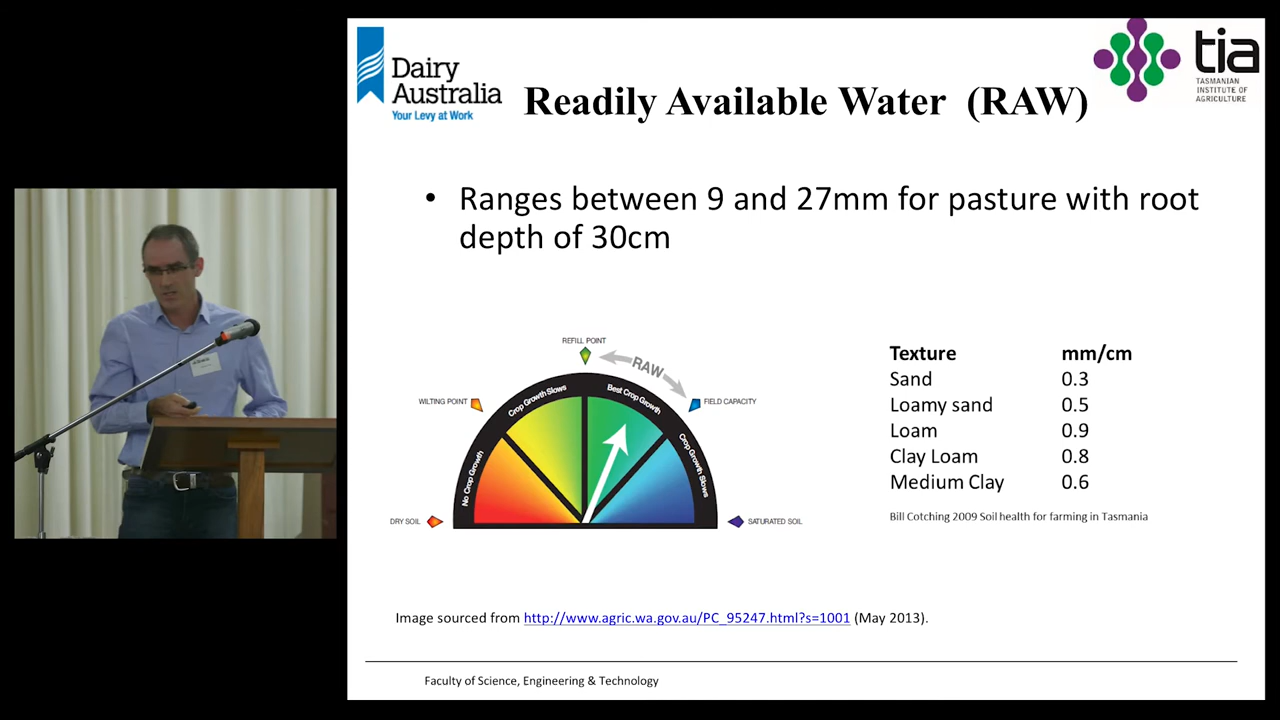 Dairy
Australia
Your Levy at Work
tia
TASMANIAN
INSTITUTE OF
AGRICULTURE
Readily Available Water (RAW)
• Ranges between 9 and 27mm for pasture with root
depth of 30cm
REFILL POINT
RAW
WILTING POINT
FIELD CAPACITY
Crop Growth Slows
Best Crop Growth
No Crop Growth
Crop Growth Slows
DRY SOIL
SATURATED SOIL
Texture mm/cm
Sand 0.3
Loamy sand 0.5
Loam 0.9
Clay Loam 0.8
Medium Clay 0.6
Bill Cotching 2009 Soil health for farming in Tasmania
Image sourced from http://www.agric.wa.gov.au/PC_95247.html?s=1001 (May 2013).
Faculty of Science, Engineering & Technology